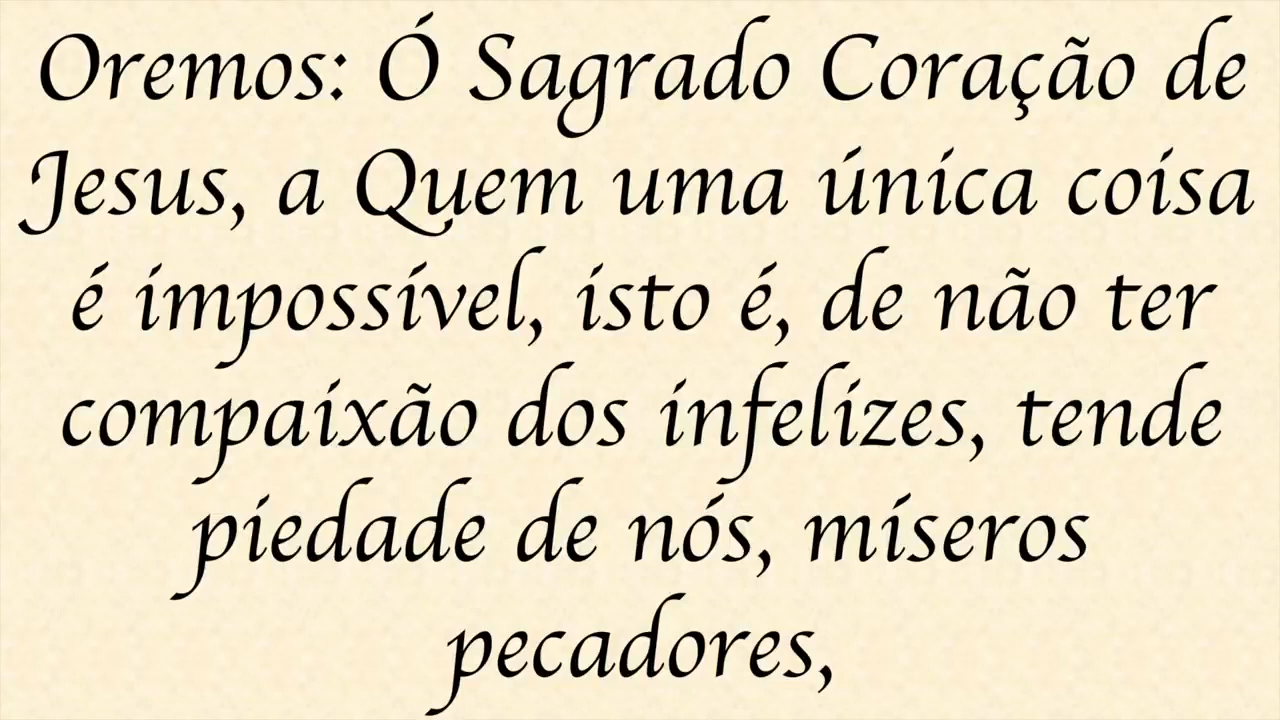 Oremos: Ó Sagrado Coração de
Jesus, a Quem uma única coisa
é impossível, isto é, de não ter
compaixão dos infelizes, tende
piedade de nós, míseros
pecadores,